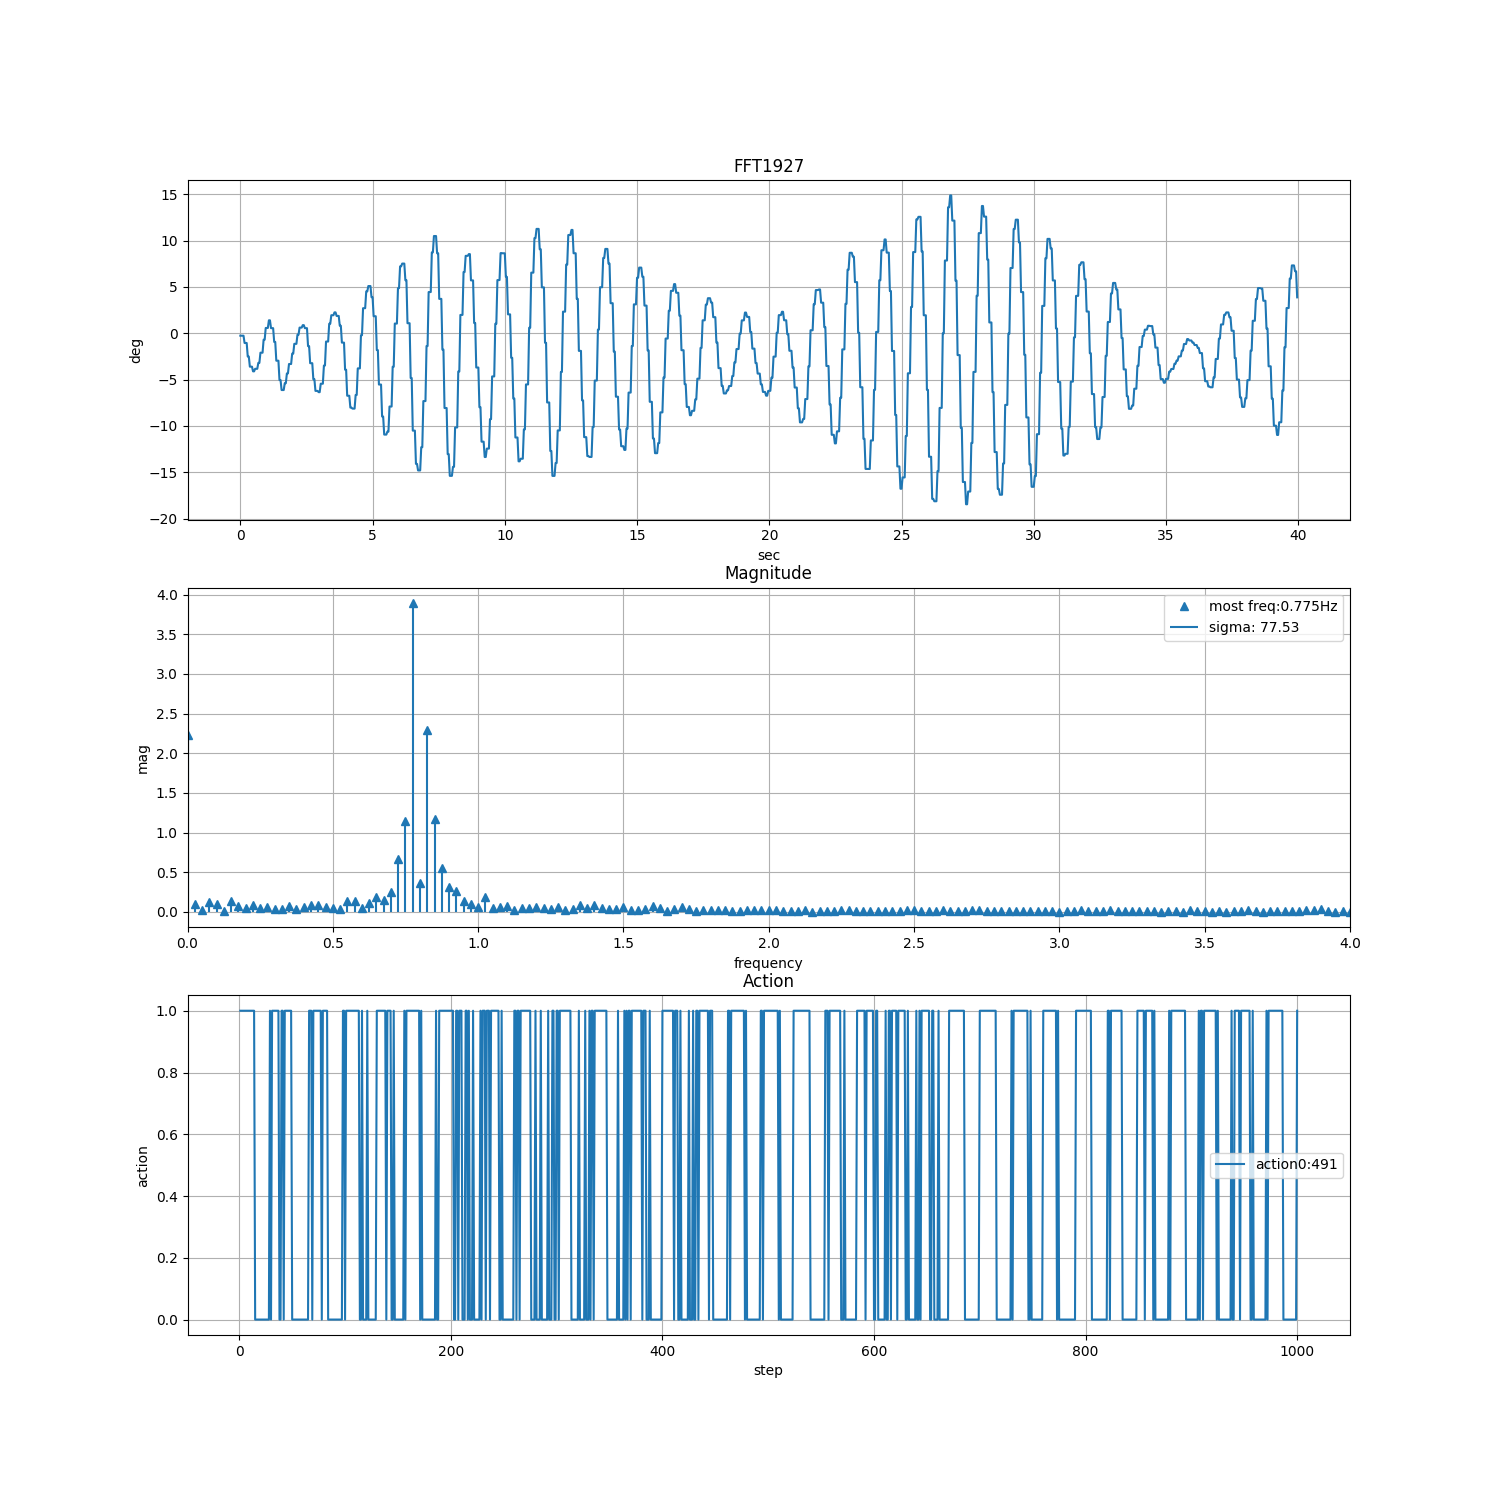 FFT1927
15
10
5
0
−5
−10
−15
−20
deg
0 5 10 15 20 25 30 35 40
sec
Magnitude
4.0
3.5
3.0
2.5
2.0
1.5
1.0
0.5
0.0
mag
most freq:0.775Hz
sigma: 77.53
0.0 0.5 1.0 1.5 2.0 2.5 3.0 3.5 4.0
frequency
Action
1.0
0.8
0.6
0.4
0.2
0.0
action
action0:491
0 200 400 600 800 1000
step